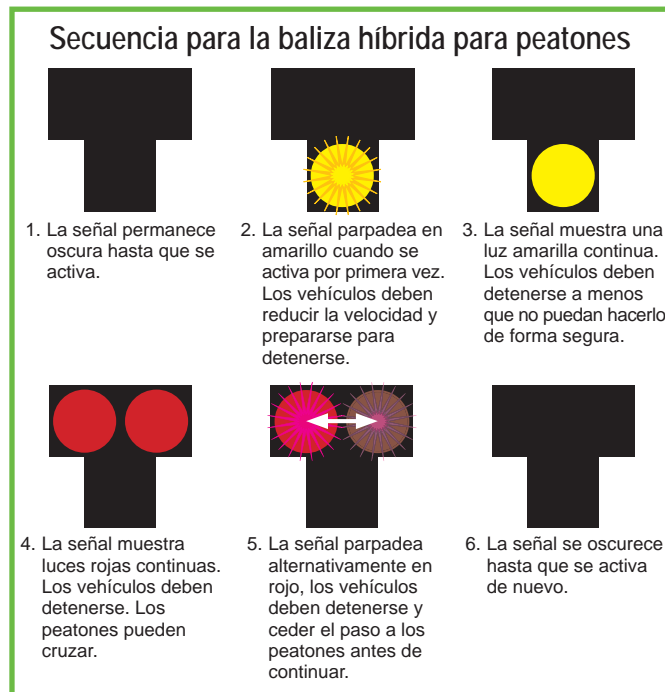 Secuencia para la baliza híbrida para peatones
1. La señal permanece
oscura hasta que se
activa.
2. La señal parpadea en
amarillo cuando se
activa por primera vez.
Los vehículos deben
reducir la velocidad y
prepararse para
detenerse.
3. La señal muestra una
luz amarilla continua.
Los vehículos deben
detenerse a menos
que no puedan hacerlo
de forma segura.
4. La señal muestra
luces rojas continuas.
Los vehículos deben
detenerse. Los
peatones pueden
cruzar.
5. La señal parpadea
alternativamente en
rojo, los vehículos
deben detenerse y
ceder el paso a los
peatones antes de
continuar.
6. La señal se oscurece
hasta que se activa
de nuevo.